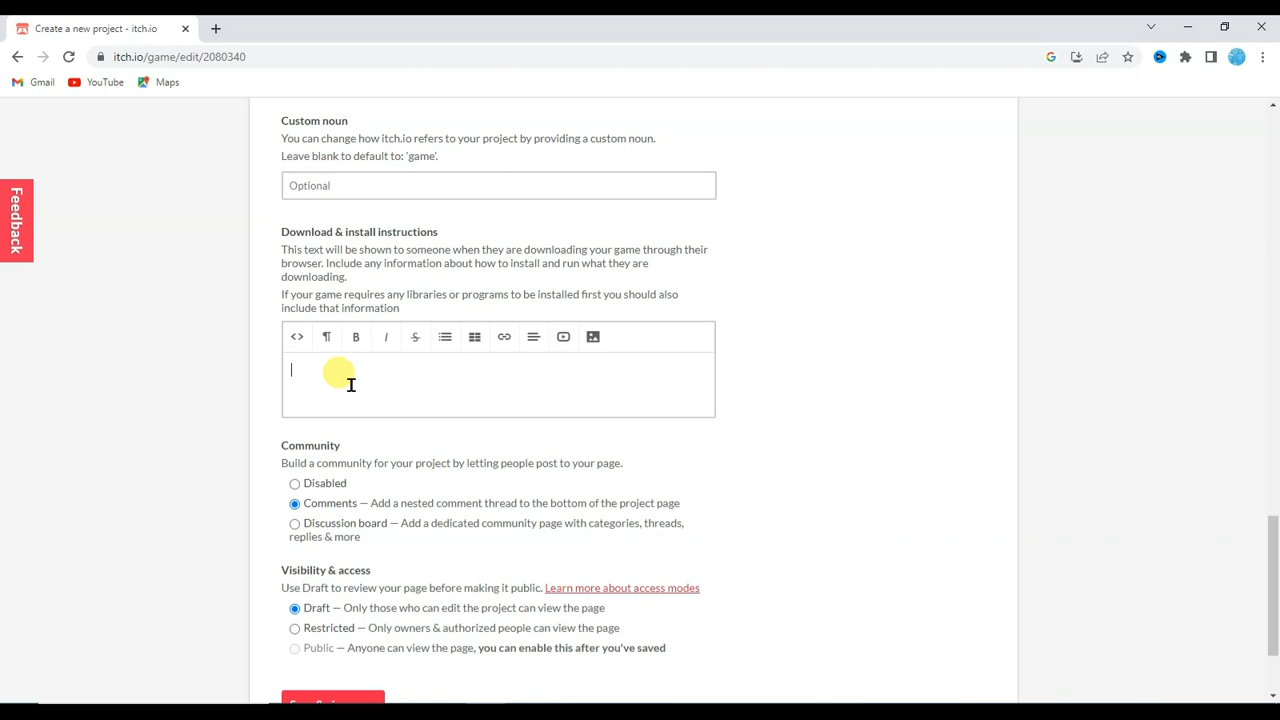 Create a new project - itch.io
itch.io/game/edit/2080340
Gmail YouTube Maps
Feedback
Custom noun
You can change how itch.io refers to your project by providing a custom noun.
Leave blank to default to: 'game'.
Optional
Download & install instructions
This text will be shown to someone when they are downloading your game through their
browser. Include any information about how to install and run what they are
downloading.
If your game requires any libraries or programs to be installed first you should also
include that information
Community
Build a community for your project by letting people post to your page.
Disabled
Comments — Add a nested comment thread to the bottom of the project page
Discussion board — Add a dedicated community page with categories, threads,
replies & more
Visibility & access
Use Draft to review your page before making it public. Learn more about access modes
Draft — Only those who can edit the project can view the page
Restricted — Only owners & authorized people can view the page
Public — Anyone can view the page, you can enable this after you've saved